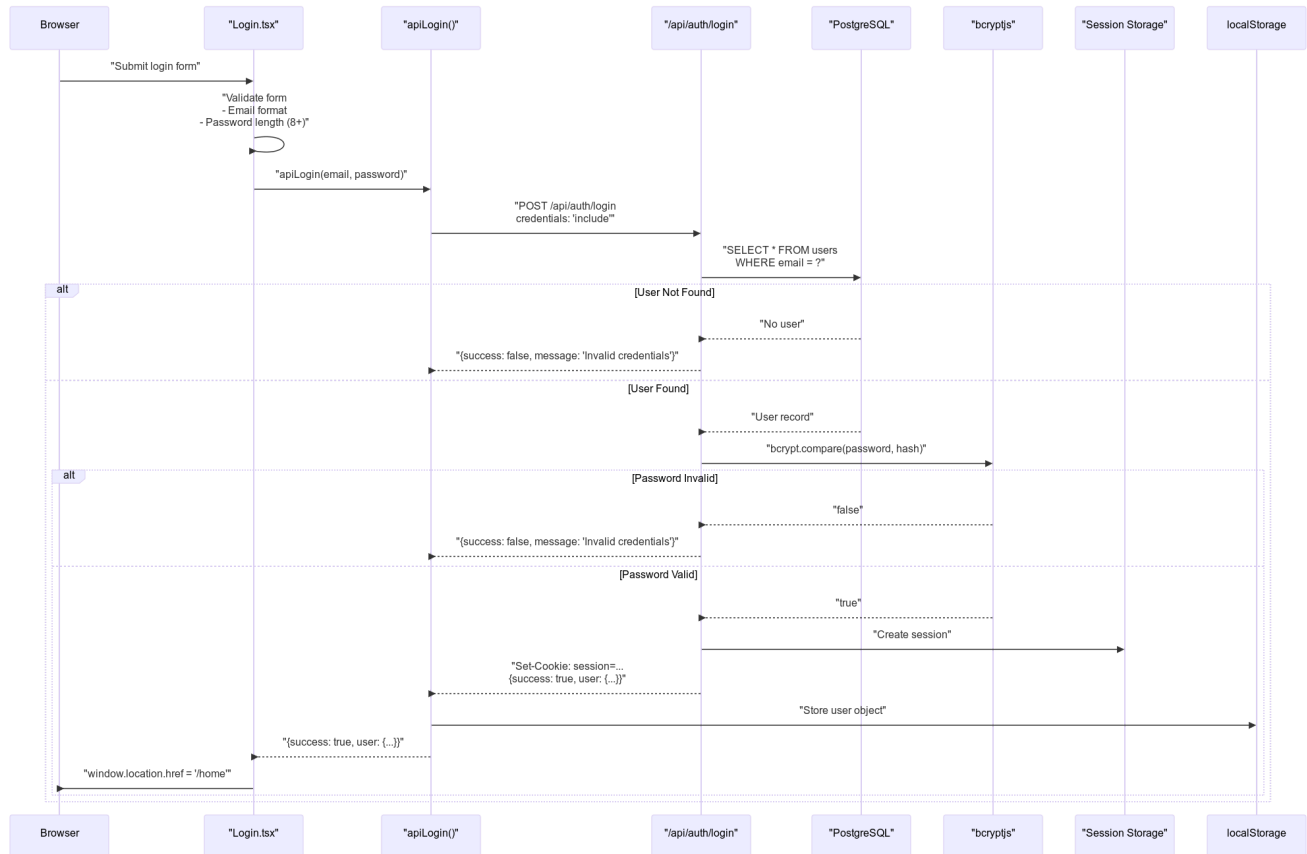 Browser
"Login.tsx"
"apiLogin()"
"/api/auth/login"
"PostgreSQL"
"bcryptjs"
"Session Storage"
localStorage
"Submit login form"
"Validate form
- Email format
- Password length (8+)"
"apiLogin(email, password)"
"POST /api/auth/login
credentials: 'include'"
"SELECT * FROM users
WHERE email = ?"
alt
[User Not Found]
"No user"
"{success: false, message: 'Invalid credentials'}"
[User Found]
"User record"
"bcrypt.compare(password, hash)"
alt
[Password Invalid]
"false"
"{success: false, message: 'Invalid credentials'}"
[Password Valid]
"true"
"Create session"
"Set-Cookie: session=...
{success: true, user: {...}}"
"Store user object"
"{success: true, user: {...}}"
"window.location.href = '/home'"
Browser
"Login.tsx"
"apiLogin()"
"/api/auth/login"
"PostgreSQL"
"bcryptjs"
"Session Storage"
localStorage